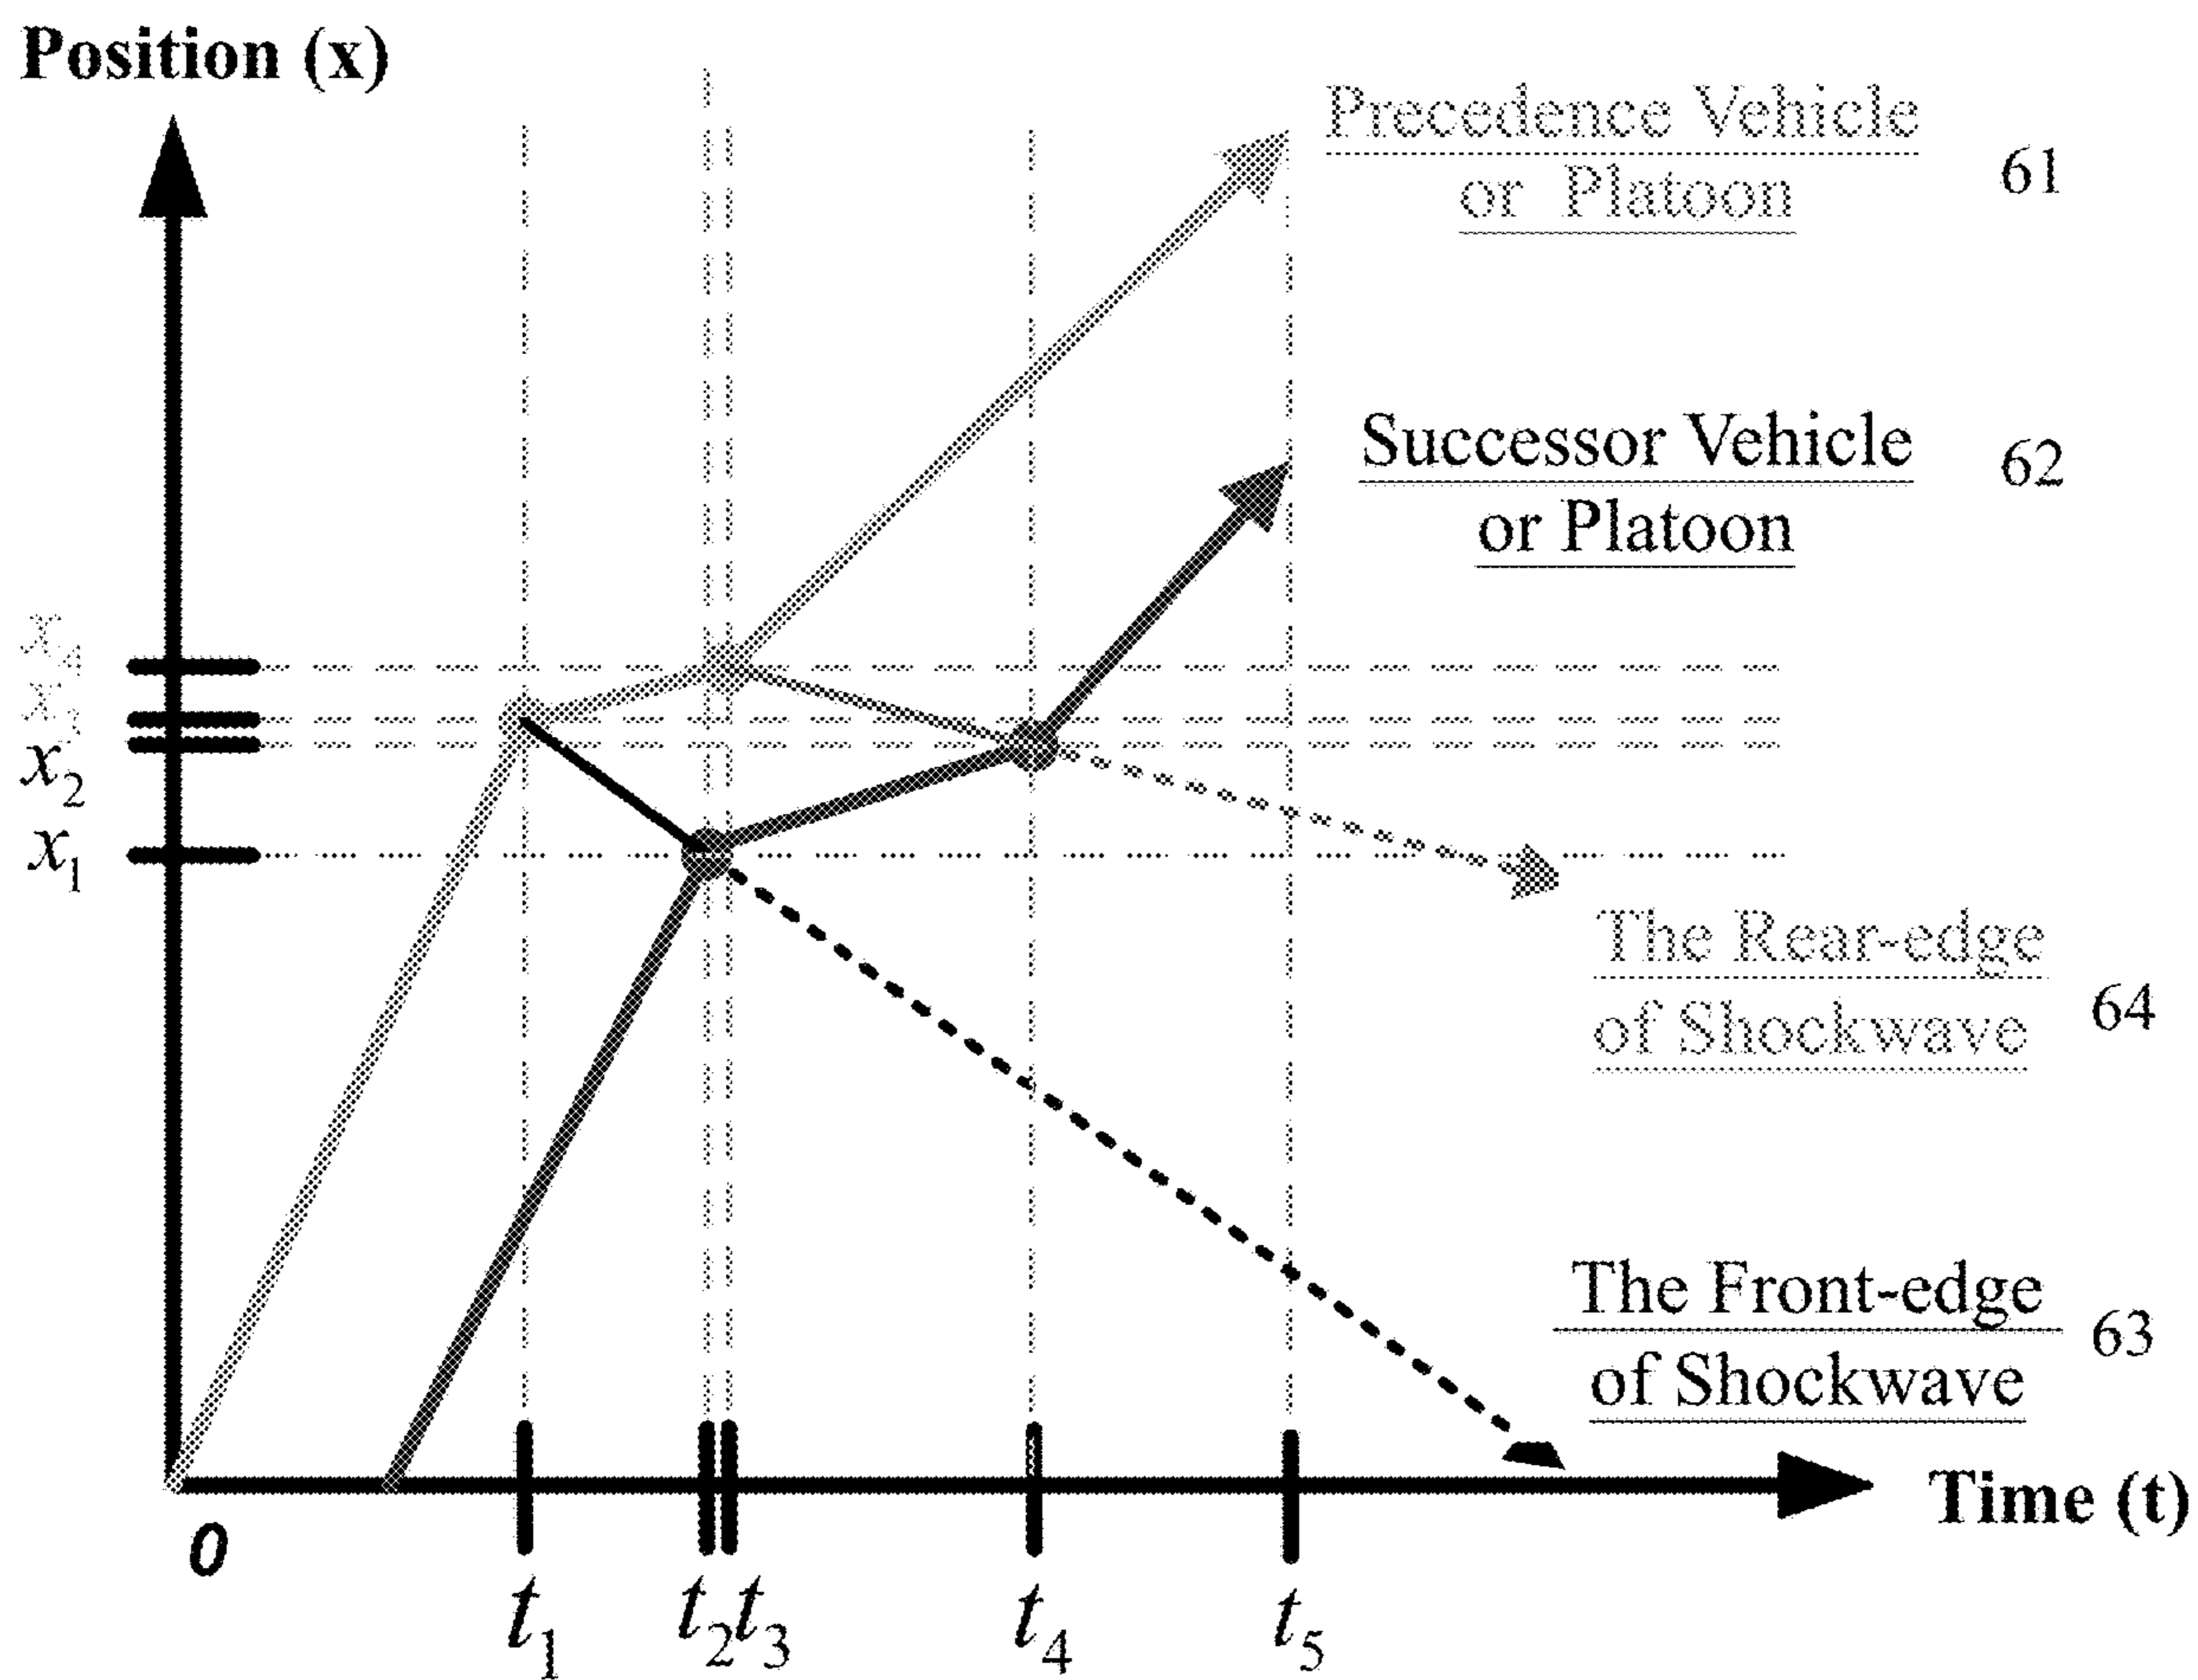 Position (x)
Precedence Vehicle
or Platoon
61
Successor Vehicle
or Platoon
62
x4
x3
x2
x1
The Rear-edge
of Shockwave
64
The Front-edge
of Shockwave
63
Time (t)
0
t1
t2
t3
t4
t5